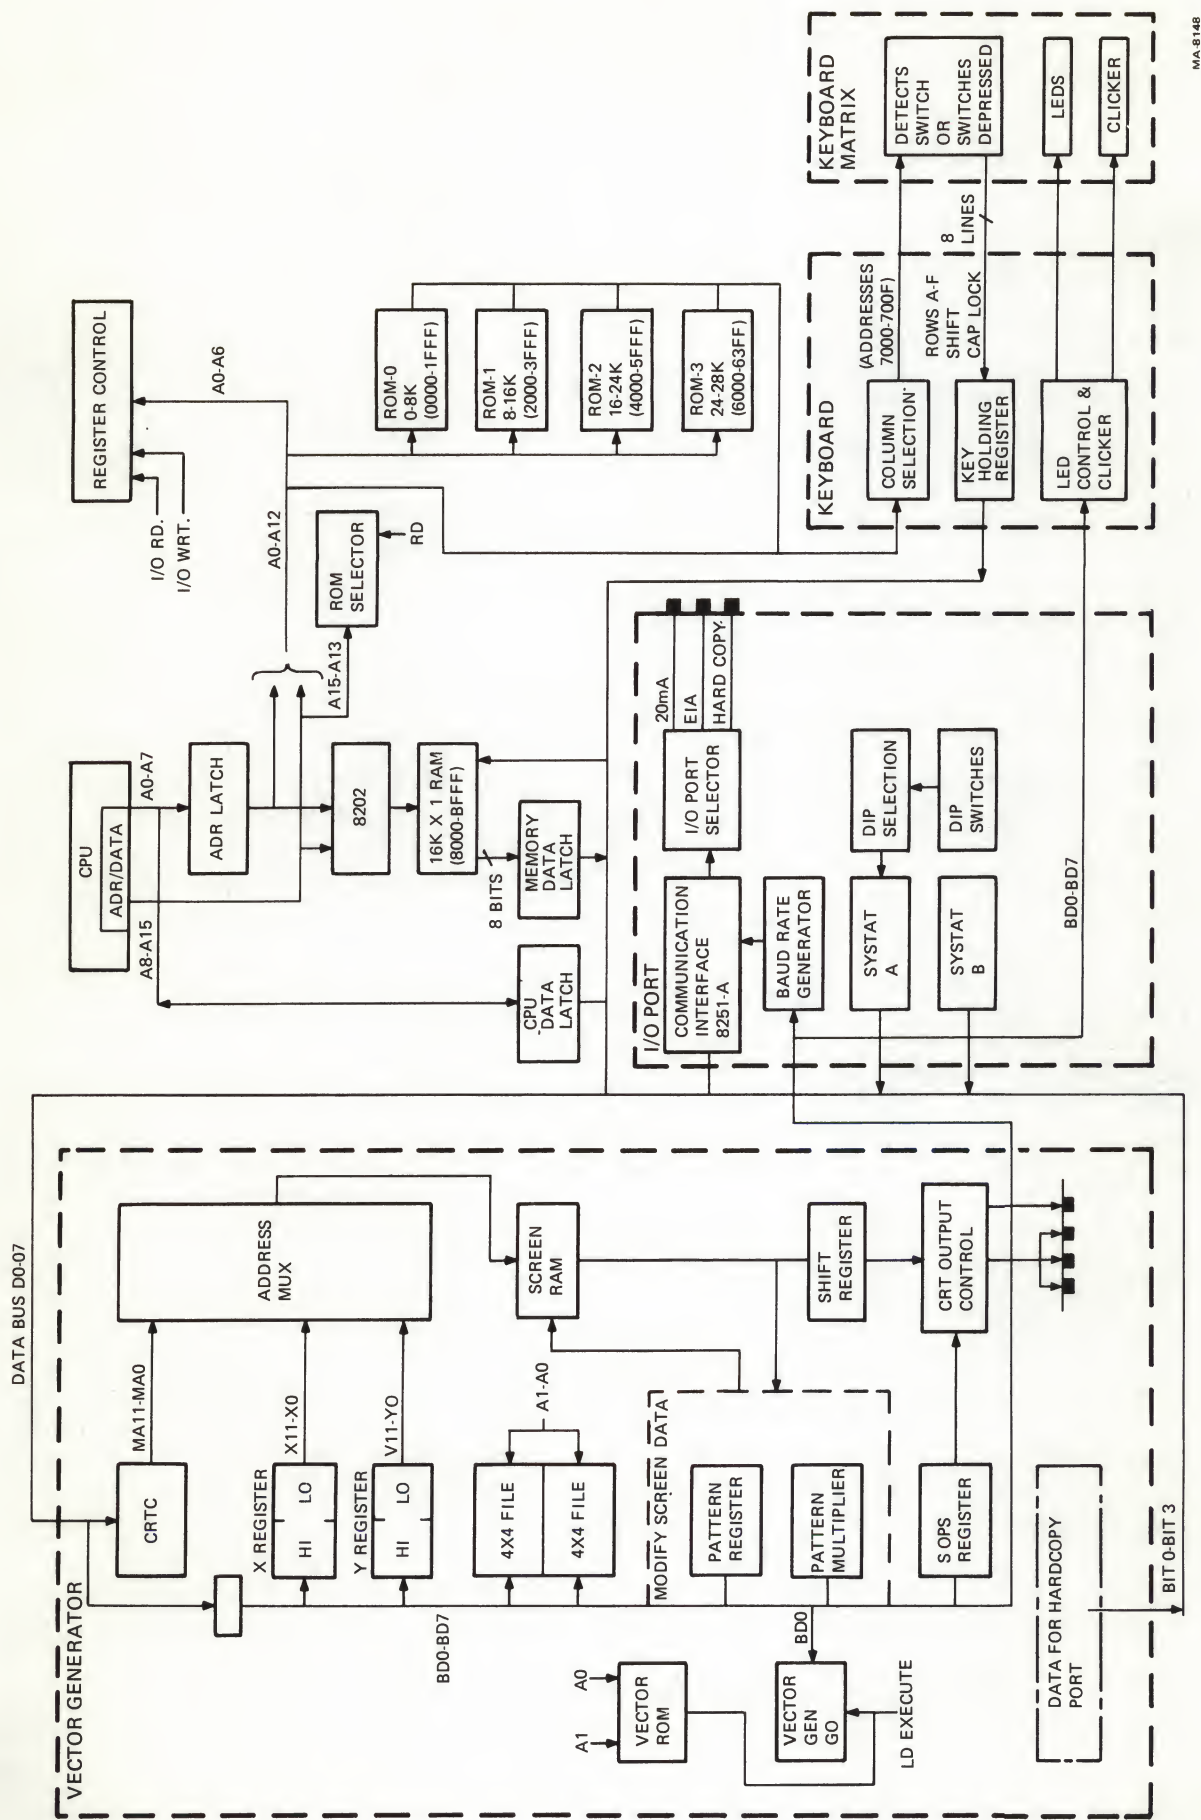 VECTOR GENERATOR
DATA BUS D0-07
CRTC
MA11-MA0
ADDRESS
MUX
X REGISTER
HI
LO
X11-X0
Y REGISTER
HI
LO
V11-Y0
BD0-BD7
4X4 FILE
4X4 FILE
A1-A0
SCREEN
RAM
A1
A0
VECTOR
ROM
MODIFY SCREEN DATA
PATTERN
REGISTER
PATTERN
MULTIPLIER
BD0
VECTOR
GEN
GO
LD EXECUTE
SHIFT
REGISTER
SOPS
REGISTER
CRT OUTPUT
CONTROL
DATA FOR HARDCOPY
PORT
BIT 0-BIT 3
CPU
ADR/DATA
A8-A15
A0-A7
ADR LATCH
8202
16K X 1 RAM
(8000-BFFF)
8 BITS
CPU
DATA
LATCH
MEMORY
DATA
LATCH
A15-A13
A0-A12
ROM
SELECTOR
RD
I/O RD.
I/O WRT.
REGISTER CONTROL
A0-A6
ROM-0
0-8K
(0000-1FFF)
ROM-1
8-16K
(2000-3FFF)
ROM-2
16-24K
(4000-5FFF)
ROM-3
24-28K
(6000-63FF)
I/O PORT
COMMUNICATION
INTERFACE
8251-A
I/O PORT
SELECTOR
20mA
EIA
HARD COPY
BAUD RATE
GENERATOR
SYSTAT
A
DIP
SELECTION
SYSTAT
B
DIP
SWITCHES
BD0-BD7
KEYBOARD
COLUMN
SELECTION
(ADDRESSES
7000-700F)
KEY
HOLDING
REGISTER
ROWS A-F
SHIFT
CAP LOCK
8
LINES
LED
CONTROL &
CLICKER
KEYBOARD
MATRIX
DETECTS
SWITCH
OR
SWITCHES
DEPRESSED
LEDS
CLICKER
MA-8148